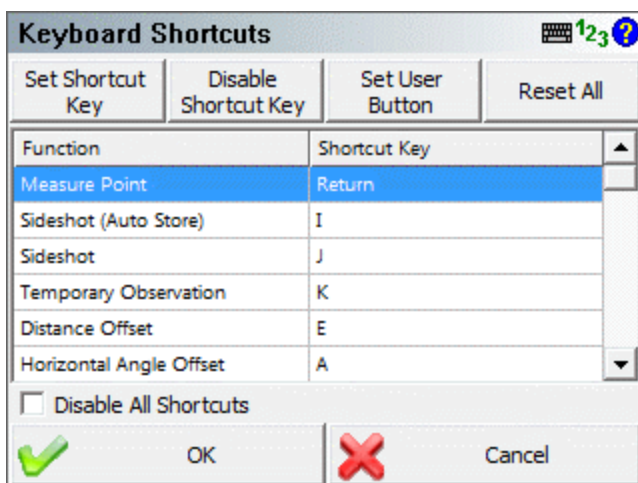 Keyboard Shortcuts 123 ?
Set Shortcut Key
Disable Shortcut Key
Set User Button
Reset All
Function Shortcut Key
Measure Point Return
Sideshot (Auto Store) I
Sideshot J
Temporary Observation K
Distance Offset E
Horizontal Angle Offset A
Disable All Shortcuts
OK Cancel